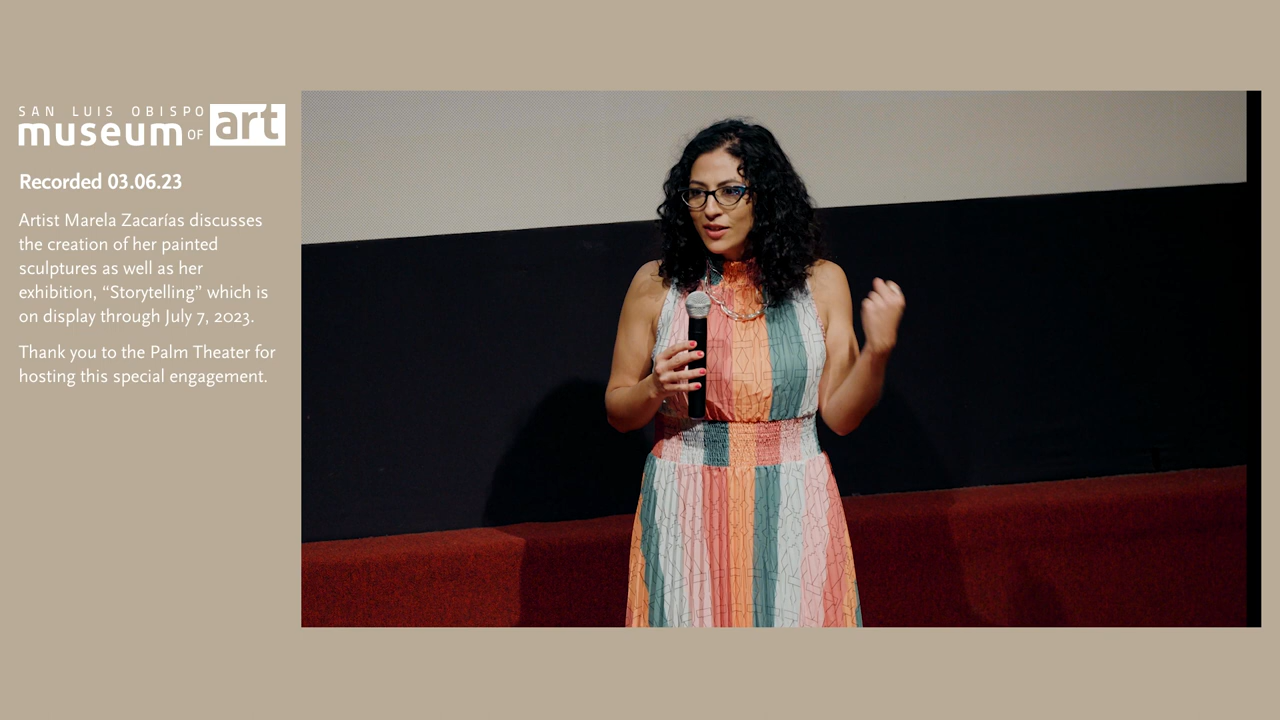 SAN LUIS OBISPO
museum OF art
Recorded 03.06.23
Artist Marela Zacarías discusses
the creation of her painted
sculptures as well as her
exhibition, “Storytelling” which is
on display through July 7, 2023.
Thank you to the Palm Theater for
hosting this special engagement.